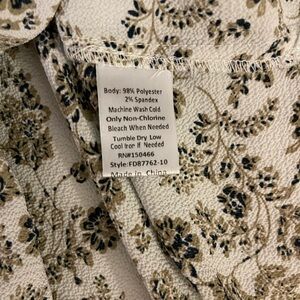 Body: 98% Polyester
2% Spandex
Machine Wash Cold
Only Non-Chlorine
Bleach When Needed
Tumble Dry Low
Cool Iron If Needed
RN#150466
Style:FD87762-10
Made in China